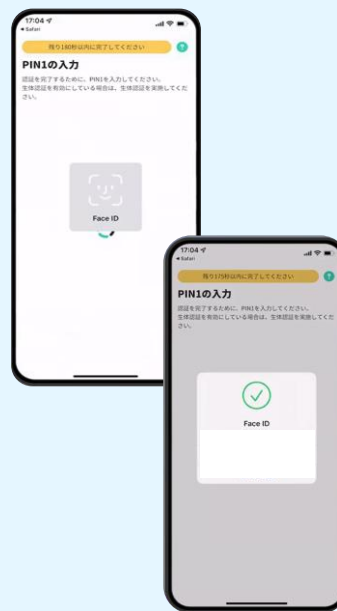 17:04
◀ Safari
残り180秒以内に完了してください
PIN1の入力
認証を完了するために、PIN1を入力してください。
生体認証を有効にしている場合は、生体認証を実施してくだ
さい。
Face ID
17:04
◀ Safari
残り175秒以内に完了してください
PIN1の入力
認証を完了するために、PIN1を入力してください。
生体認証を有効にしている場合は、生体認証を実施してくだ
さい。
Face ID